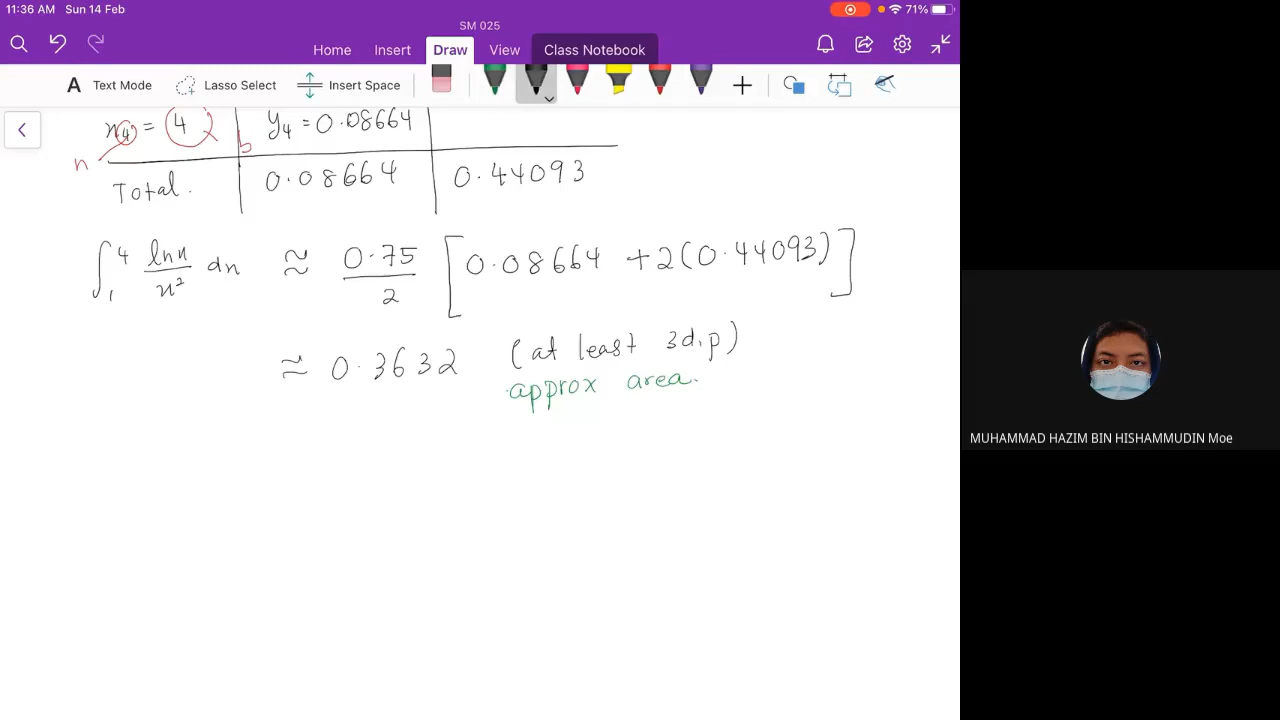 11:36 AM Sun 14 Feb
71%
SM 025
Home Insert Draw View Class Notebook
Text Mode Lasso Select Insert Space
x4 = 4 y4 = 0.08664
n b
Total. 0.08664 0.44093
∫₁⁴ ln x / x² dx ≈ 0.75/2 [0.08664 + 2(0.44093)]
≈ 0.3632 (at least 3d.p)
approx area.
MUHAMMAD HAZIM BIN HISHAMMUDIN Moe